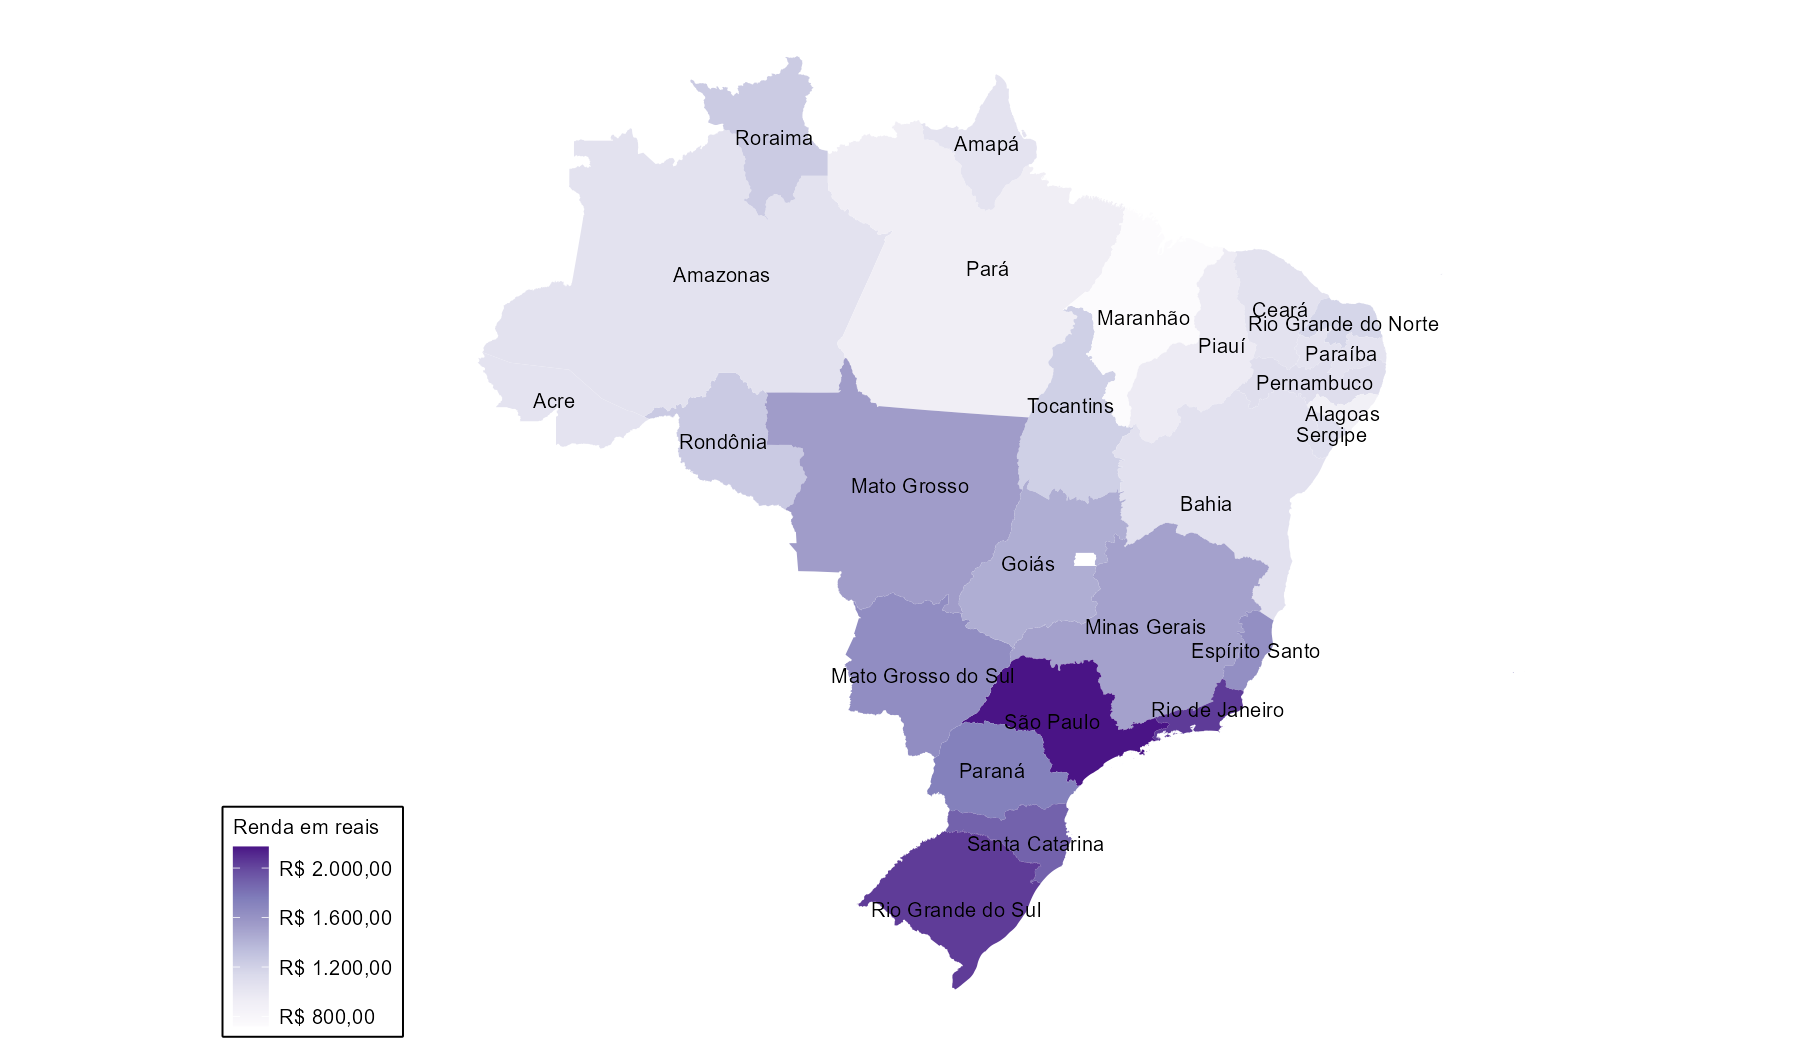 Roraima
Amapá
Amazonas
Pará
Ceará
Maranhão
Rio Grande do Norte
Piauí
Paraíba
Pernambuco
Acre
Tocantins
Alagoas
Sergipe
Rondônia
Mato Grosso
Bahia
Goiás
Minas Gerais
Espírito Santo
Mato Grosso do Sul
Rio de Janeiro
São Paulo
Paraná
Santa Catarina
Rio Grande do Sul
Renda em reais
R$ 2.000,00
R$ 1.600,00
R$ 1.200,00
R$ 800,00